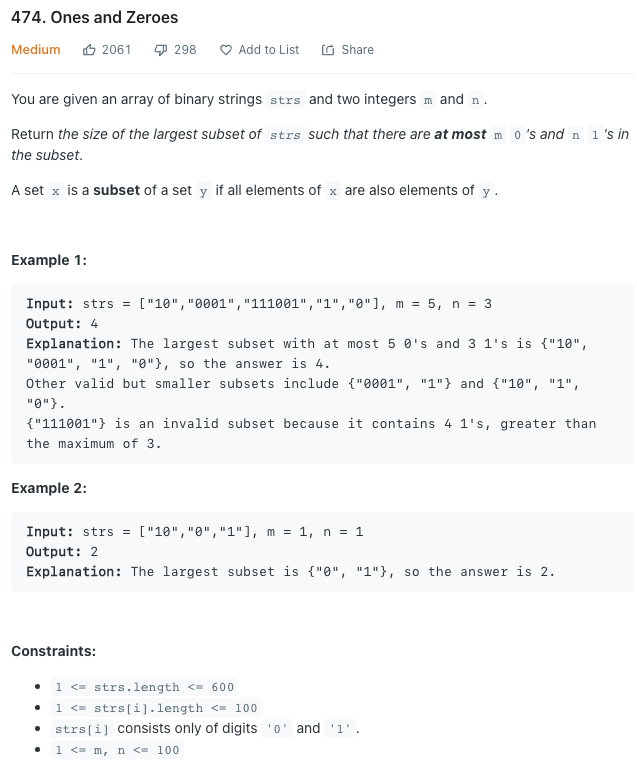 474. Ones and Zeroes
Medium 2061 298 Add to List Share
You are given an array of binary strings strs and two integers m and n .
Return the size of the largest subset of strs such that there are at most m 0 's and n 1 's in
the subset.
A set x is a subset of a set y if all elements of x are also elements of y .
Example 1:
Input: strs = ["10","0001","111001","1","0"], m = 5, n = 3
Output: 4
Explanation: The largest subset with at most 5 0's and 3 1's is {"10",
"0001", "1", "0"}, so the answer is 4.
Other valid but smaller subsets include {"0001", "1"} and {"10", "1",
"0"}.
{"111001"} is an invalid subset because it contains 4 1's, greater than
the maximum of 3.
Example 2:
Input: strs = ["10","0","1"], m = 1, n = 1
Output: 2
Explanation: The largest subset is {"0", "1"}, so the answer is 2.
Constraints:
• 1 <= strs.length <= 600
• 1 <= strs[i].length <= 100
• strs[i] consists only of digits '0' and '1' .
• 1 <= m, n <= 100